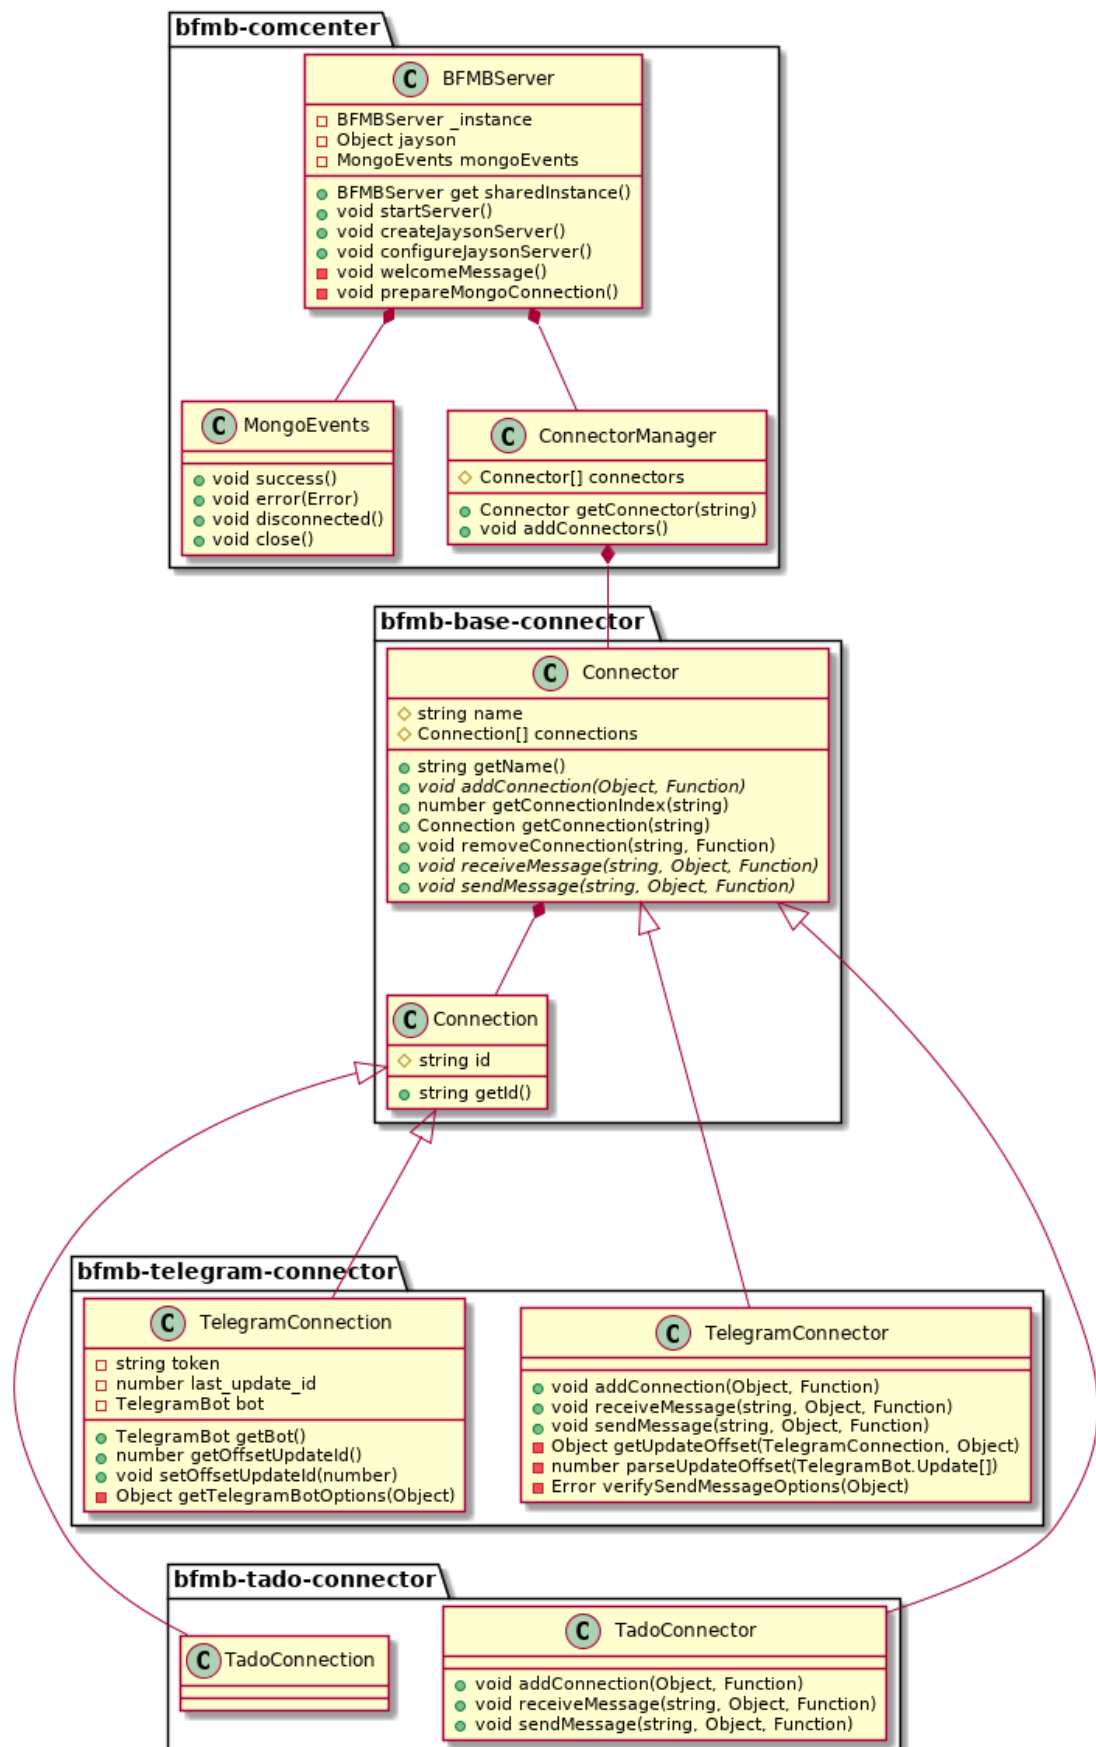 bfmb-comcenter
C BFMBServer
BFMBServer _instance
Object jayson
MongoEvents mongoEvents
BFMBServer get sharedInstance()
void startServer()
void createJaysonServer()
void configureJaysonServer()
void welcomeMessage()
void prepareMongoConnection()
C MongoEvents
void success()
void error(Error)
void disconnected()
void close()
C ConnectorManager
Connector[] connectors
Connector getConnector(string)
void addConnectors()
bfmb-base-connector
C Connector
string name
Connection[] connections
string getName()
void addConnection(Object, Function)
number getConnectionIndex(string)
Connection getConnection(string)
void removeConnection(string, Function)
void receiveMessage(string, Object, Function)
void sendMessage(string, Object, Function)
C Connection
string id
string getId()
bfmb-telegram-connector
C TelegramConnection
string token
number last_update_id
TelegramBot bot
TelegramBot getBot()
number getOffsetUpdateId()
void setOffsetUpdateId(number)
Object getTelegramBotOptions(Object)
C TelegramConnector
void addConnection(Object, Function)
void receiveMessage(string, Object, Function)
void sendMessage(string, Object, Function)
Object getUpdateOffset(TelegramConnection, Object)
number parseUpdateOffset(TelegramBot.Update[])
Error verifySendMessageOptions(Object)
bfmb-tado-connector
C TadoConnection
C TadoConnector
void addConnection(Object, Function)
void receiveMessage(string, Object, Function)
void sendMessage(string, Object, Function)